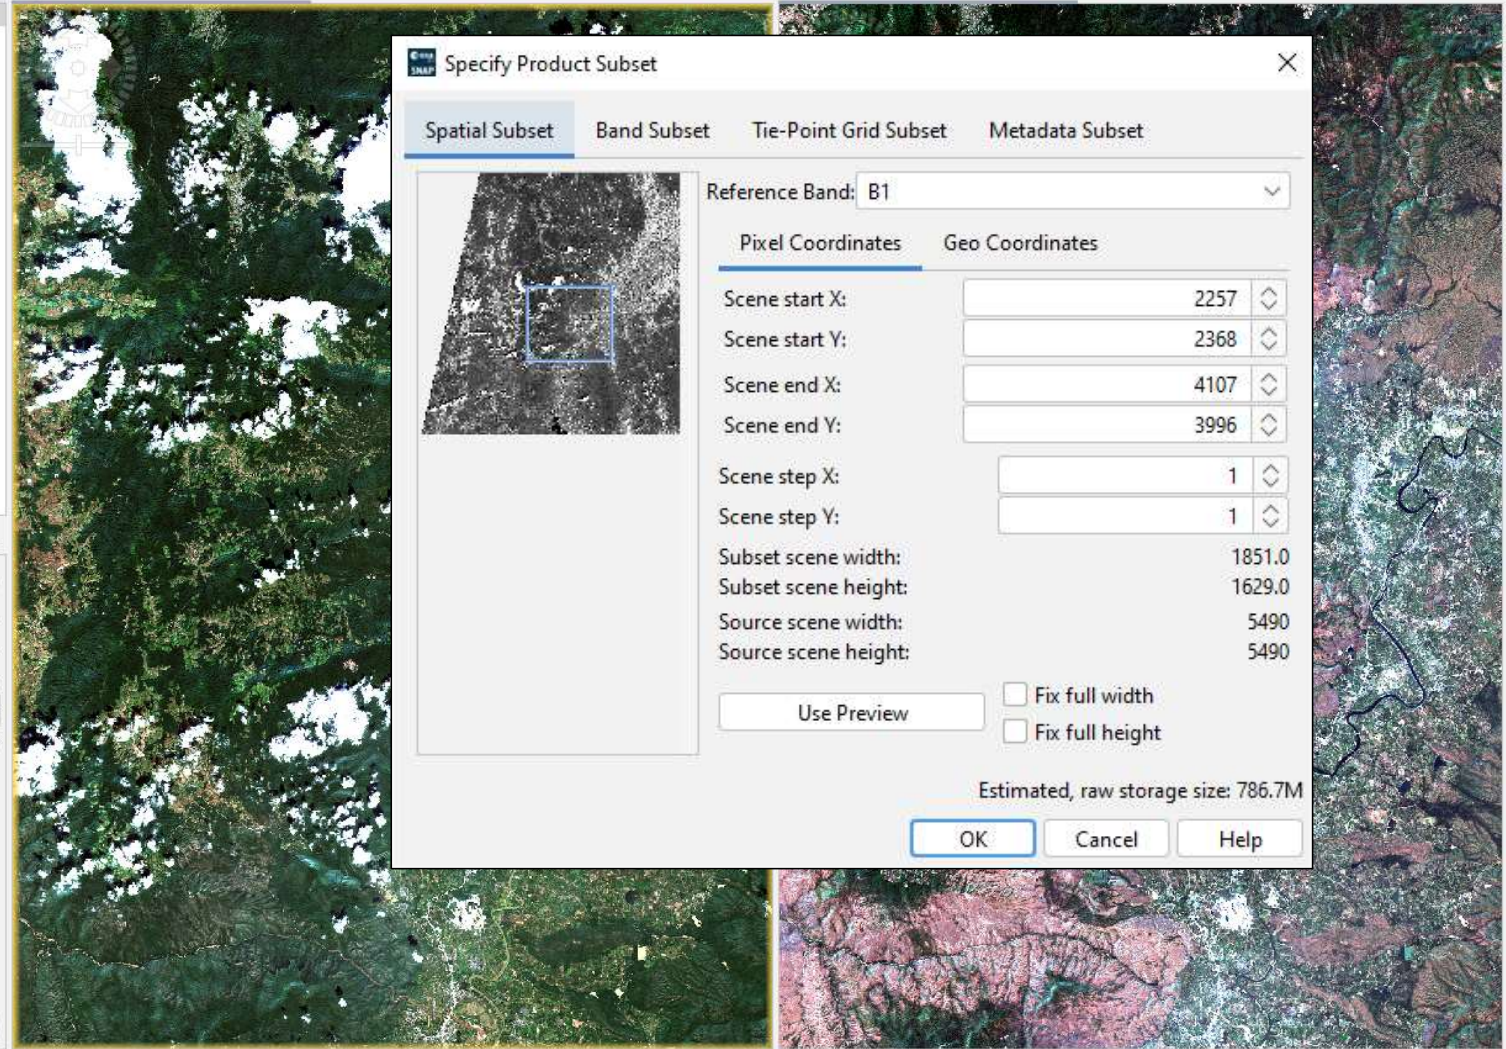 esa
SNAP
Specify Product Subset
Spatial Subset Band Subset Tie-Point Grid Subset Metadata Subset
Reference Band: B1
Pixel Coordinates Geo Coordinates
Scene start X: 2257
Scene start Y: 2368
Scene end X: 4107
Scene end Y: 3996
Scene step X: 1
Scene step Y: 1
Subset scene width: 1851.0
Subset scene height: 1629.0
Source scene width: 5490
Source scene height: 5490
Use Preview
Fix full width
Fix full height
Estimated, raw storage size: 786.7M
OK Cancel Help